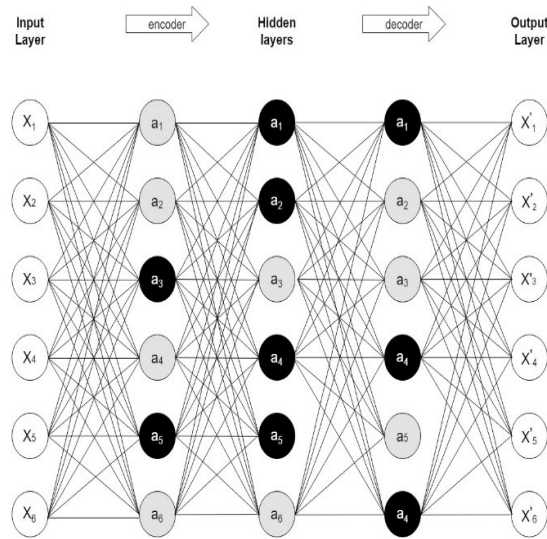 Input Layer
encoder
Hidden layers
decoder
Output Layer
X1 a1 a1 a1 X'1
X2 a2 a2 a2 X'2
X3 a3 a3 a3 X'3
X4 a4 a4 a4 X'4
X5 a5 a5 a5 X'5
X6 a6 a6 a4 X'6